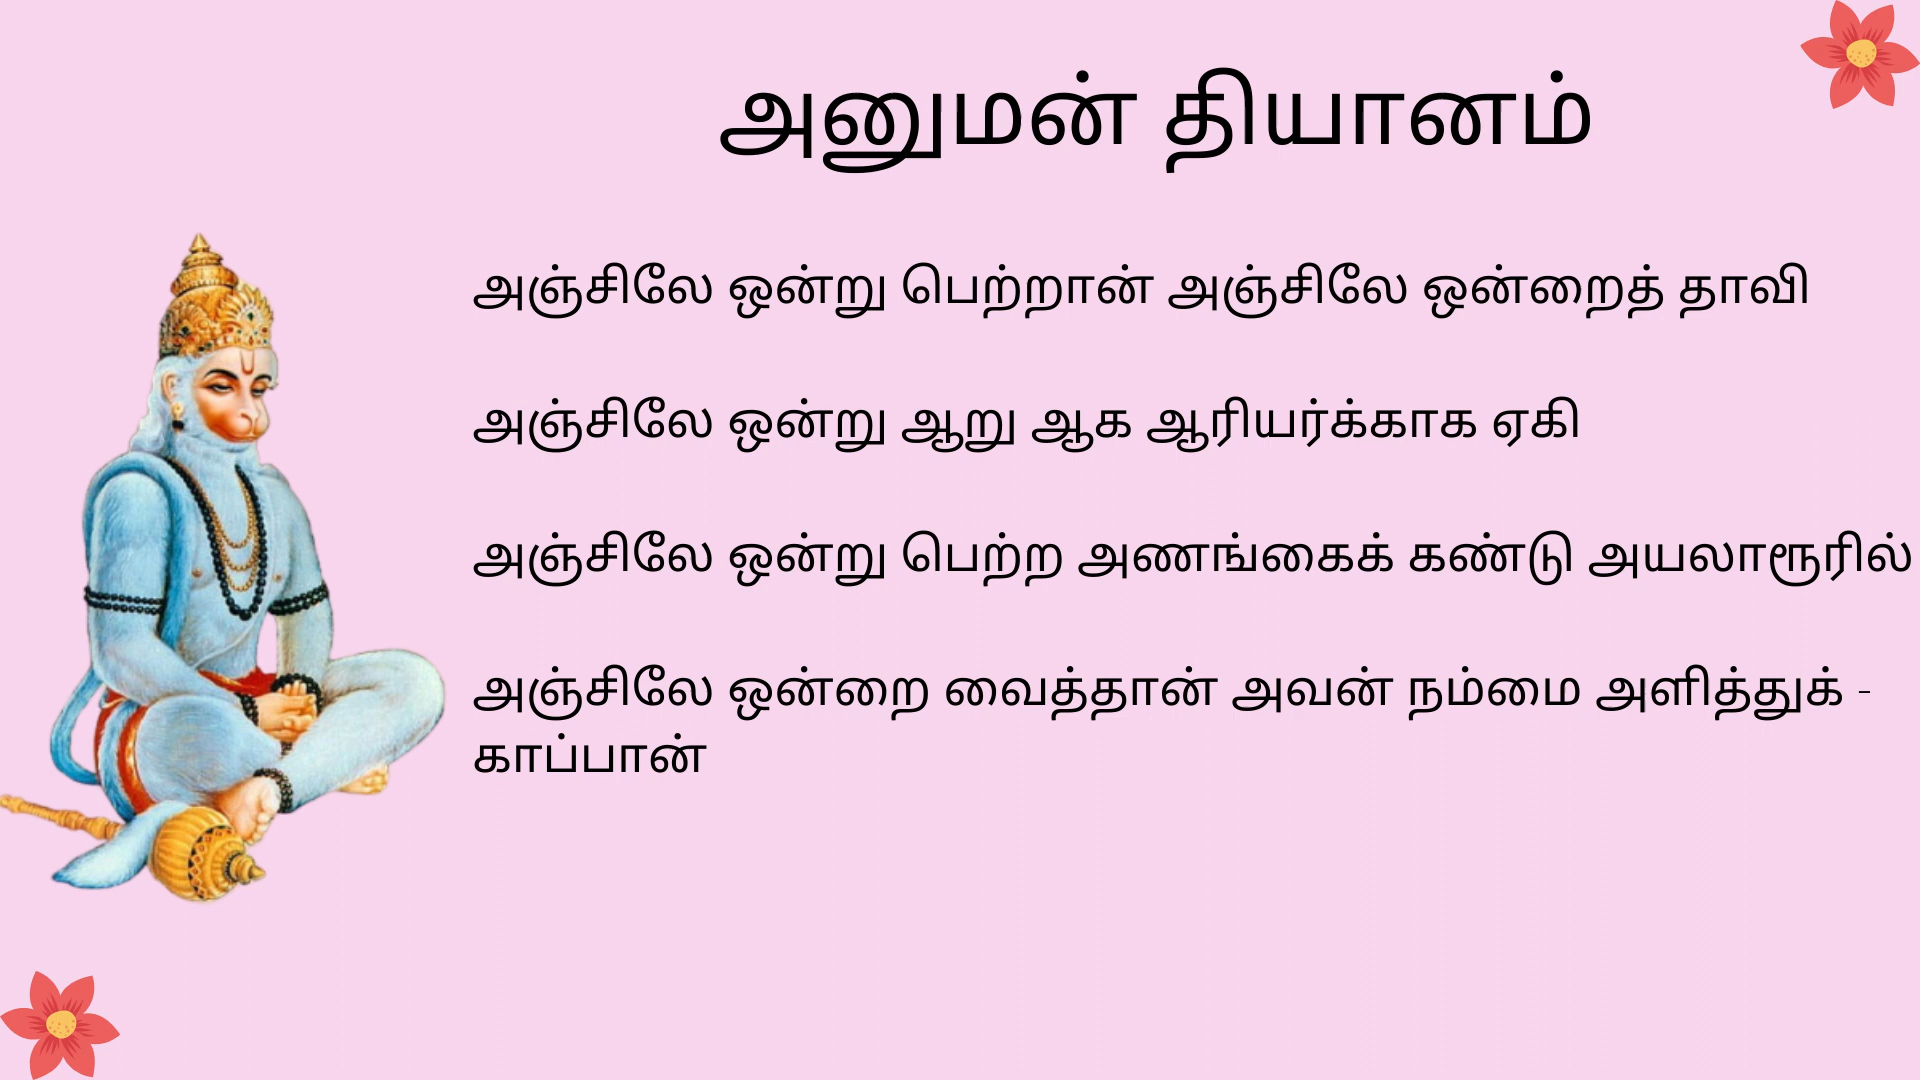 அனுமன் தியானம்
அஞ்சிலே ஒன்று பெற்றான் அஞ்சிலே ஒன்றைத் தாவி
அஞ்சிலே ஒன்று ஆறு ஆக ஆரியர்க்காக ஏகி
அஞ்சிலே ஒன்று பெற்ற அணங்கைக் கண்டு அயலாரூரில்
அஞ்சிலே ஒன்றை வைத்தான் அவன் நம்மை அளித்துக் -
காப்பான்